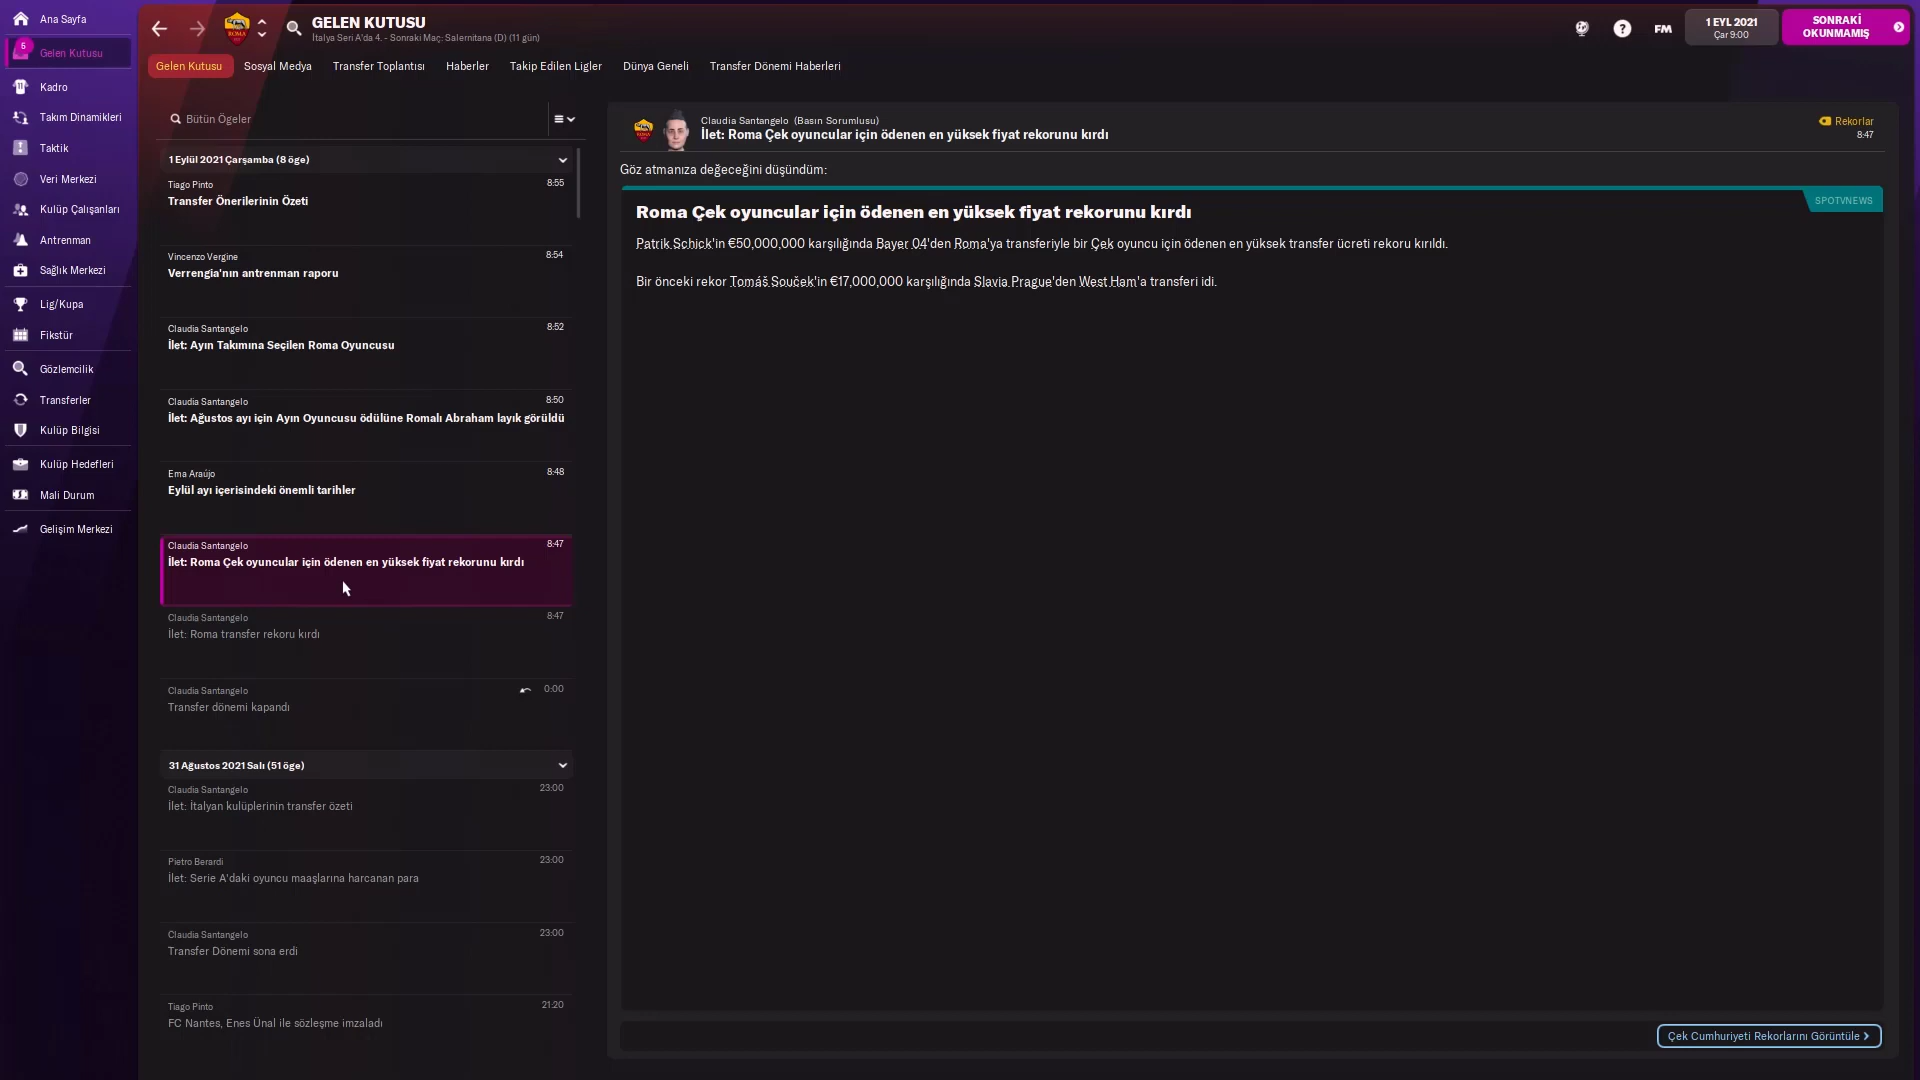 Ana Sayfa
6
Gelen Kutusu
Kadro
Takım Dinamikleri
Taktik
Veri Merkezi
Kulüp Çalışanları
Antrenman
Sağlık Merkezi
Lig/Kupa
Fikstür
Gözlemcilik
Transferler
Kulüp Bilgisi
Kulüp Hedefleri
Mali Durum
Gelişim Merkezi
GELEN KUTUSU
İtalya Seri A'da 4. - Sonraki Maç: Salernitana (D) (11 gün)
FM
1 EYL 2021
Çar 9:00
SONRAKİ
OKUNMAMIŞ
Gelen Kutusu Sosyal Medya Transfer Toplantısı Haberler Takip Edilen Ligler Dünya Geneli Transfer Dönemi Haberleri
Bütün Ögeler
1 Eylül 2021 Çarşamba (8 öge)
Tiago Pinto 8:55
Transfer Önerilerinin Özeti
Vincenzo Vergine 8:54
Verrengia'nın antrenman raporu
Claudia Santangelo 8:52
İlet: Ayın Takımına Seçilen Roma Oyuncusu
Claudia Santangelo 8:50
İlet: Ağustos ayı için Ayın Oyuncusu ödülüne Romalı Abraham layık görüldü
Ema Araújo 8:48
Eylül ayı içerisindeki önemli tarihler
Claudia Santangelo 8:47
İlet: Roma Çek oyuncular için ödenen en yüksek fiyat rekorunu kırdı
Claudia Santangelo 8:47
İlet: Roma transfer rekoru kırdı
Claudia Santangelo 0:00
Transfer dönemi kapandı
31 Ağustos 2021 Salı (51 öge)
Claudia Santangelo 23:00
İlet: İtalyan kulüplerinin transfer özeti
Pietro Berardi 23:00
İlet: Serie A'daki oyuncu maaşlarına harcanan para
Claudia Santangelo 23:00
Transfer Dönemi sona erdi
Tiago Pinto 21:20
FC Nantes, Enes Ünal ile sözleşme imzaladı
Claudia Santangelo (Basın Sorumlusu)
İlet: Roma Çek oyuncular için ödenen en yüksek fiyat rekorunu kırdı
Rekorlar
8:47
Göz atmanıza değeceğini düşündüm:
SPOTVNEWS
Roma Çek oyuncular için ödenen en yüksek fiyat rekorunu kırdı
Patrik Schick'in €50,000,000 karşılığında Bayer 04'den Roma'ya transferiyle bir Çek oyuncu için ödenen en yüksek transfer ücreti rekoru kırıldı.
Bir önceki rekor Tomáš Souček'in €17,000,000 karşılığında Slavia Prague'den West Ham'a transferi idi.
Çek Cumhuriyeti Rekorlarını Görüntüle